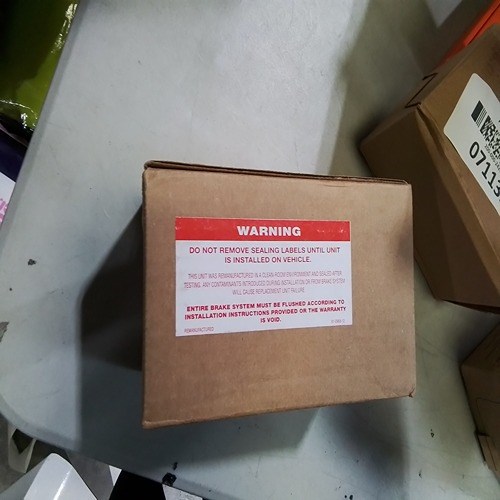 WARNING
DO NOT REMOVE SEALING LABELS UNTIL UNIT
IS INSTALLED ON VEHICLE.
THIS UNIT WAS REMANUFACTURED IN A CLEAN ROOM ENVIRONMENT AND SEALED AFTER
TESTING. ANY CONTAMINANTS INTRODUCED DURING INSTALLATION OR FROM BRAKE SYSTEM
WILL CAUSE REPLACEMENT UNIT FAILURE
ENTIRE BRAKE SYSTEM MUST BE FLUSHED ACCORDING TO
INSTALLATION INSTRUCTIONS PROVIDED OR THE WARRANTY
IS VOID.
REMANUFACTURED
0711